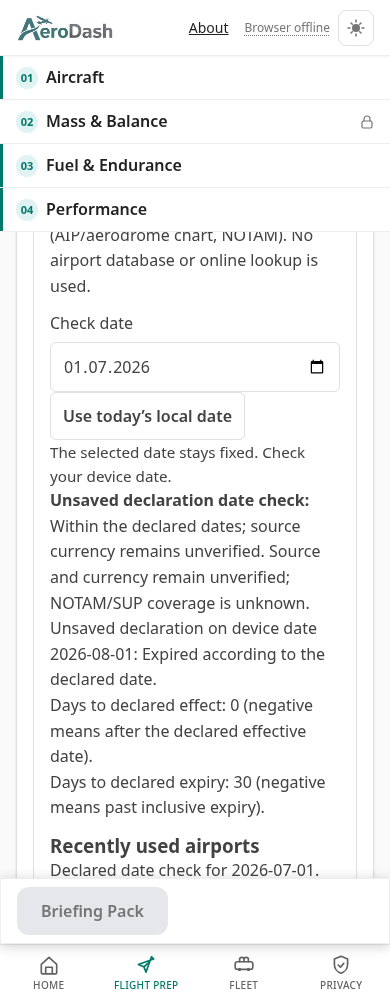 AeroDash About Browser offline
01 Aircraft
02 Mass & Balance
03 Fuel & Endurance
04 Performance
(AIP/aerodrome chart, NOTAM). No
airport database or online lookup is
used.
Check date
01.07.2026
Use today’s local date
The selected date stays fixed. Check
your device date.
Unsaved declaration date check:
Within the declared dates; source
currency remains unverified. Source
and currency remain unverified;
NOTAM/SUP coverage is unknown.
Unsaved declaration on device date
2026-08-01: Expired according to the
declared date.
Days to declared effect: 0 (negative
means after the declared effective
date).
Days to declared expiry: 30 (negative
means past inclusive expiry).
Recently used airports
Declared date check for 2026-07-01.
Briefing Pack
HOME FLIGHT PREP FLEET PRIVACY